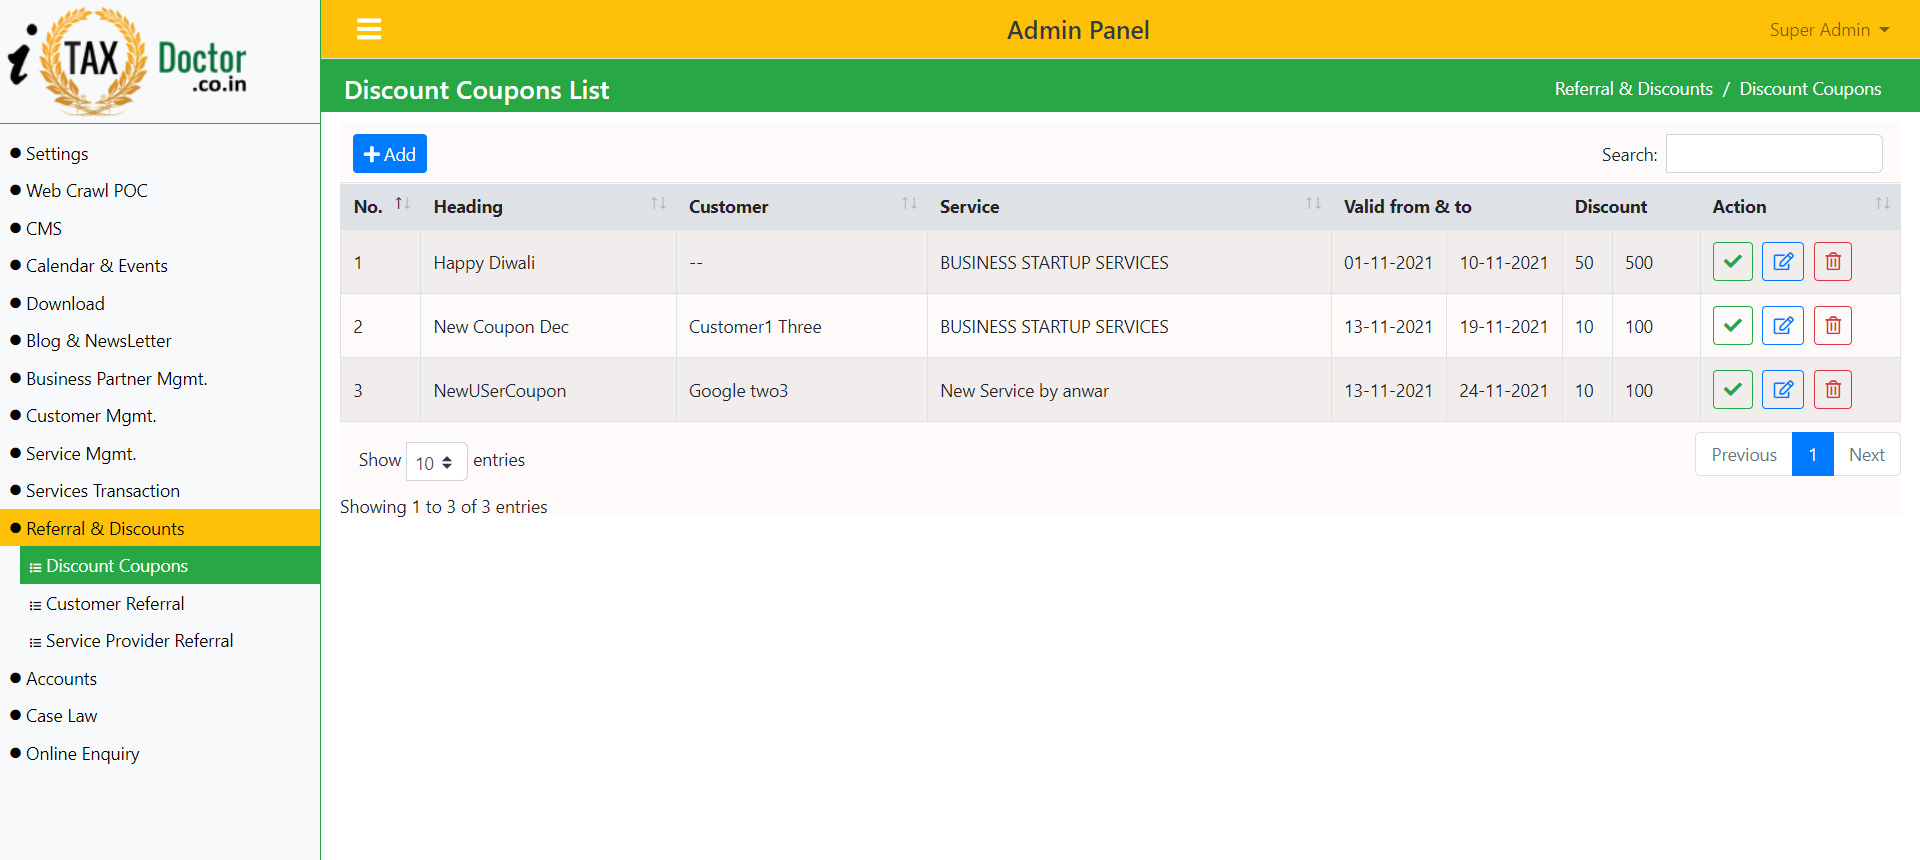 i TAX Doctor
.co.in
Admin Panel
Super Admin
Discount Coupons List
Referral & Discounts / Discount Coupons
Settings
Web Crawl POC
CMS
Calendar & Events
Download
Blog & NewsLetter
Business Partner Mgmt.
Customer Mgmt.
Service Mgmt.
Services Transaction
Referral & Discounts
Discount Coupons
Customer Referral
Service Provider Referral
Accounts
Case Law
Online Enquiry
Add
Search:
No. Heading Customer Service Valid from & to Discount Action
1 Happy Diwali -- BUSINESS STARTUP SERVICES 01-11-2021 10-11-2021 50 500
2 New Coupon Dec Customer1 Three BUSINESS STARTUP SERVICES 13-11-2021 19-11-2021 10 100
3 NewUSerCoupon Google two3 New Service by anwar 13-11-2021 24-11-2021 10 100
Show 10 entries
Previous 1 Next
Showing 1 to 3 of 3 entries